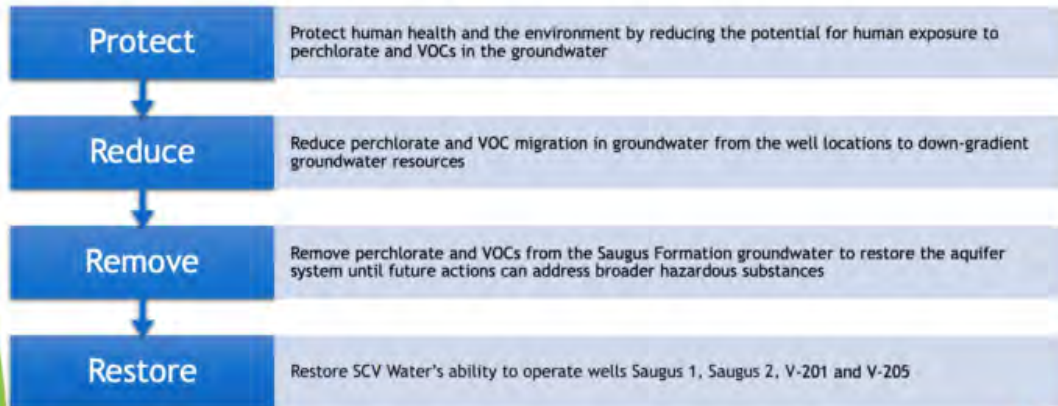 Protect
Protect human health and the environment by reducing the potential for human exposure to
perchlorate and VOCs in the groundwater
Reduce
Reduce perchlorate and VOC migration in groundwater from the well locations to down-gradient
groundwater resources
Remove
Remove perchlorate and VOCs from the Saugus Formation groundwater to restore the aquifer
system until future actions can address broader hazardous substances
Restore
Restore SCV Water's ability to operate wells Saugus 1, Saugus 2, V-201 and V-205